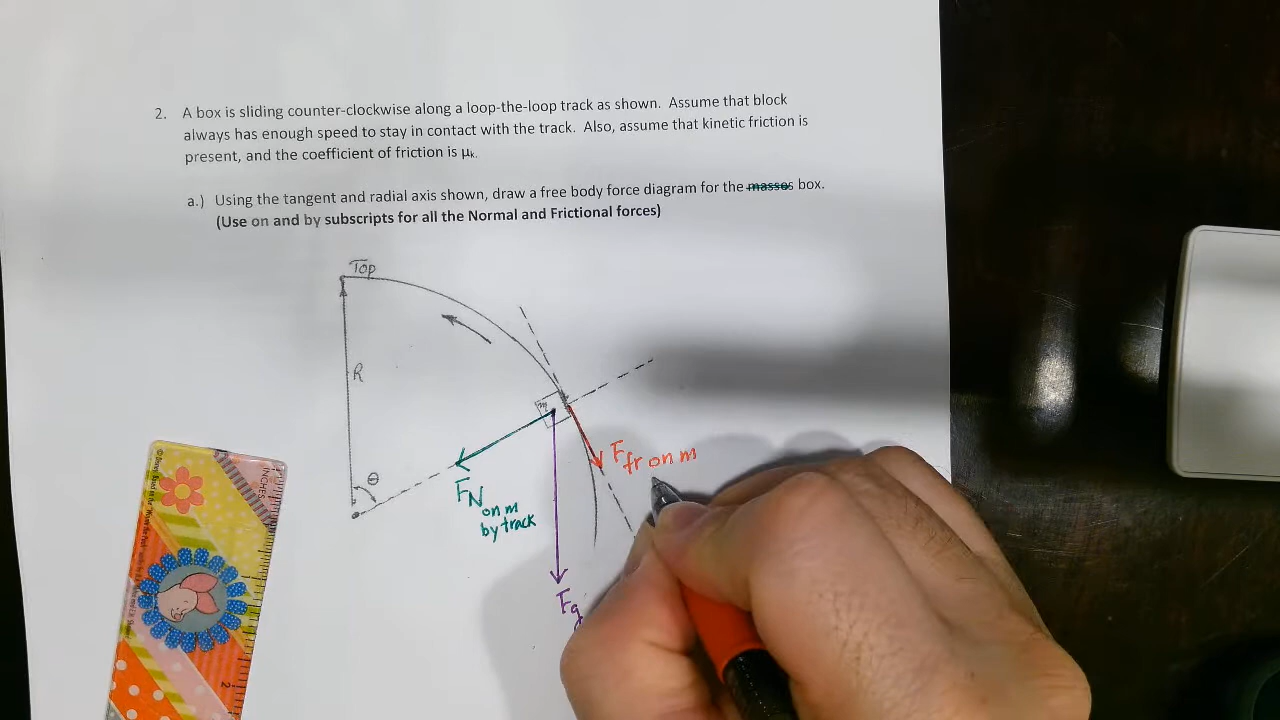 2. A box is sliding counter-clockwise along a loop-the-loop track as shown. Assume that block
always has enough speed to stay in contact with the track. Also, assume that kinetic friction is
present, and the coefficient of friction is μk.
a.) Using the tangent and radial axis shown, draw a free body force diagram for the masses box.
(Use on and by subscripts for all the Normal and Frictional forces)
Top
R
m
θ
Ffr on m
FN on m
by track
Fg
INCHES
2